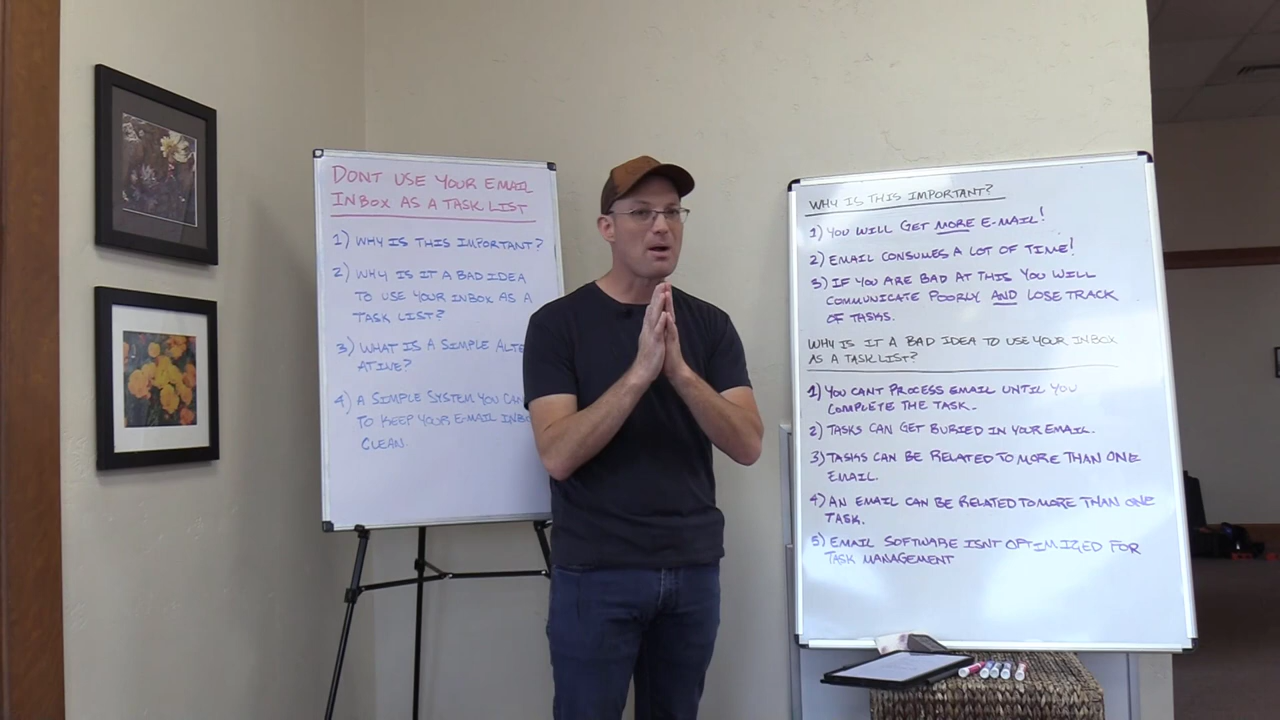 DONT USE YOUR EMAIL
INBOX AS A TASK LIST
1) WHY IS THIS IMPORTANT?
2) WHY IS IT A BAD IDEA
TO USE YOUR INBOX AS A
TASK LIST?
3) WHAT IS A SIMPLE
ATIVE?
4) A SIMPLE SYSTEM YOU CAN
TO KEEP YOUR E-MAIL
CLEAN.
WHY IS THIS IMPORTANT?
1) YOU WILL GET MORE E-MAIL!
2) EMAIL CONSUMES A LOT OF TIME!
3) IF YOU ARE BAD AT THIS YOU WILL
COMMUNICATE POORLY AND LOSE TRACK
OF TASKS.
WHY IS IT A BAD IDEA TO USE YOUR INBOX
AS A TASK LIST?
1) YOU CANT PROCESS EMAIL UNTIL YOU
COMPLETE THE TASK.
2) TASKS CAN GET BURIED IN YOUR EMAIL.
3) TASKS CAN BE RELATED TO MORE THAN ONE
EMAIL.
4) AN EMAIL CAN BE RELATED TO MORE THAN ONE
TASK.
5) EMAIL SOFTWARE ISNT OPTIMIZED FOR
TASK MANAGEMENT